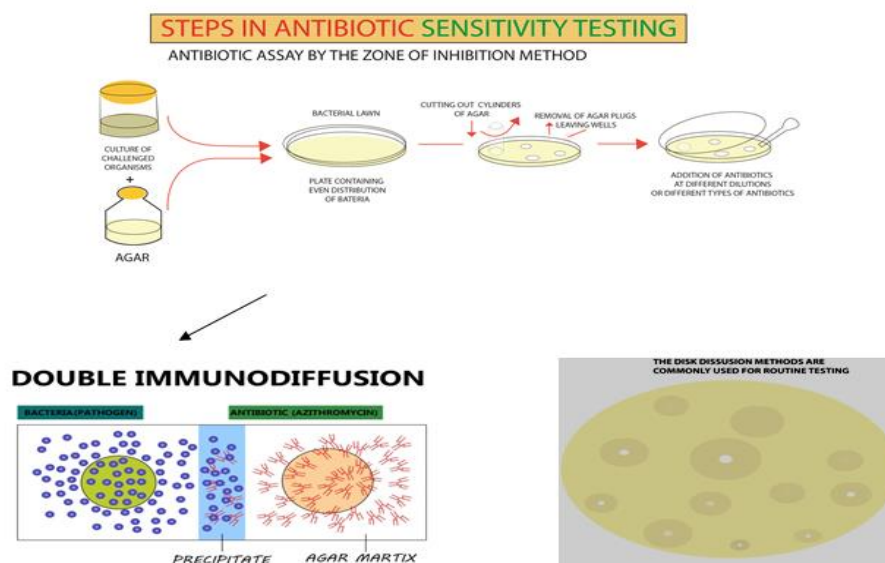 STEPS IN ANTIBIOTIC SENSITIVITY TESTING
ANTIBIOTIC ASSAY BY THE ZONE OF INHIBITION METHOD
CULTURE OF
CHALLENGED
ORGANISMS
+
AGAR
BACTERIAL LAWN
PLATE CONTAINING
EVEN DISTRIBUTION
OF BATERIA
CUTTING OUT CYLINDERS
OF AGAR
REMOVAL OF AGAR PLUGS
LEAVING WELLS
ADDITION OF ANTIBIOTICS
AT DIFFERENT DILUTIONS
OR DIFFERENT TYPES OF ANTIBIOTICS
DOUBLE IMMUNODIFFUSION
BACTERIA(PATHOGEN)
ANTIBIOTIC (AZITHROMYCIN)
PRECIPITATE
AGAR MARTIX
THE DISK DISSUSION METHODS ARE
COMMONLY USED FOR ROUTINE TESTING